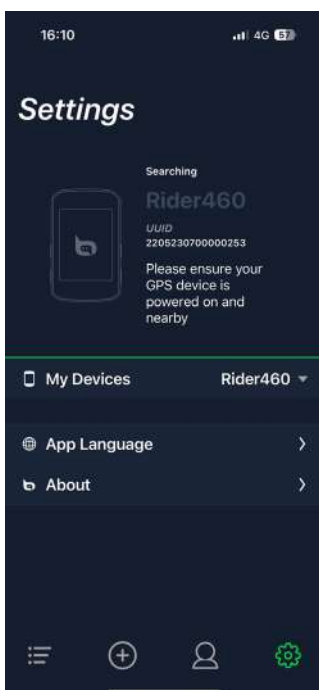 16:10 4G 57
Settings
Searching
Rider460
UUID
2205230700000253
Please ensure your
GPS device is
powered on and
nearby
My Devices Rider460
App Language
About